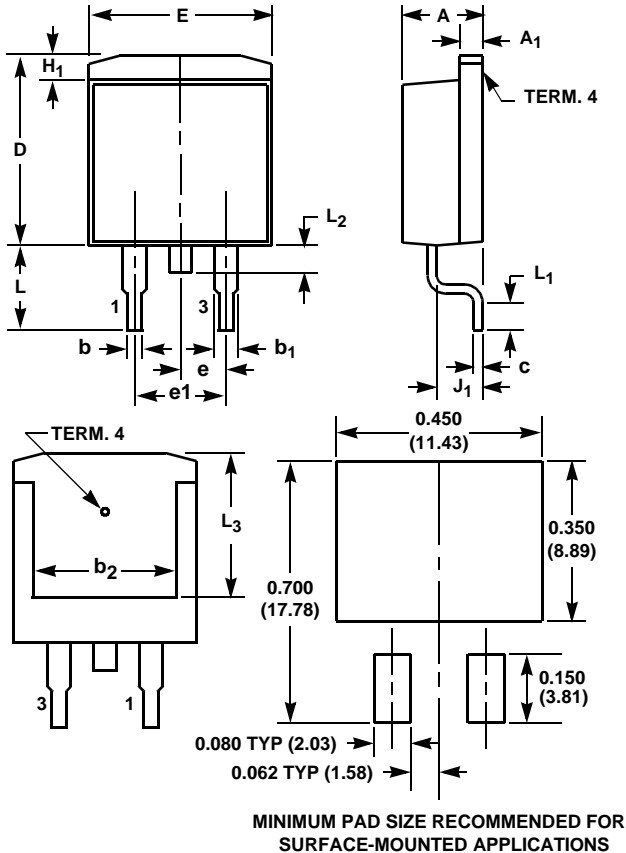 E
A
A1
H1
TERM. 4
D
L2
L
L1
1
3
b
b1
e
c
e1
J1
0.450
(11.43)
TERM. 4
L3
0.350
(8.89)
b2
0.700
(17.78)
0.150
(3.81)
3
1
0.080 TYP (2.03)
0.062 TYP (1.58)
MINIMUM PAD SIZE RECOMMENDED FOR
SURFACE-MOUNTED APPLICATIONS